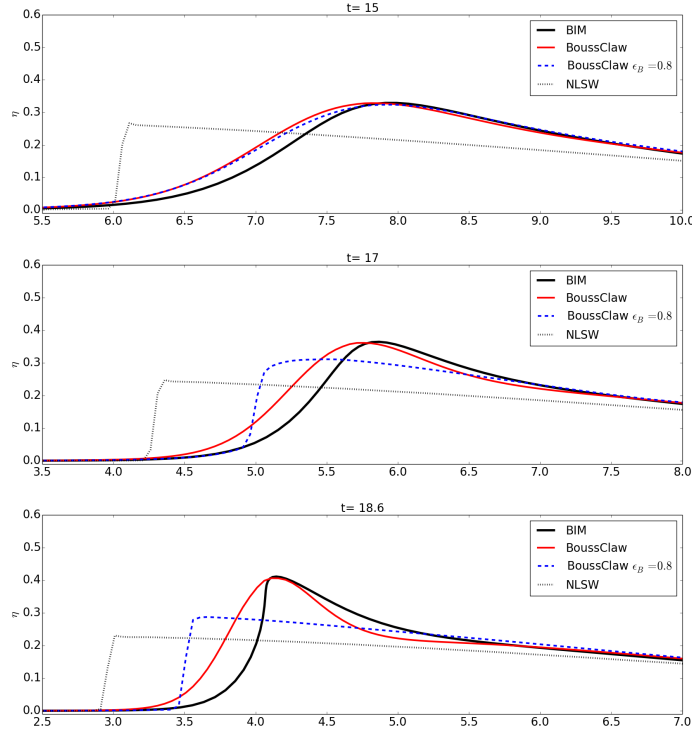 t= 15
0.6
0.5
0.4
0.3
0.2
0.1
0.0
η
BIM
BoussClaw
BoussClaw ϵ_B =0.8
NLSW
5.5 6.0 6.5 7.0 7.5 8.0 8.5 9.0 9.5 10.0
t= 17
0.6
0.5
0.4
0.3
0.2
0.1
0.0
η
BIM
BoussClaw
BoussClaw ϵ_B =0.8
NLSW
3.5 4.0 4.5 5.0 5.5 6.0 6.5 7.0 7.5 8.0
t= 18.6
0.6
0.5
0.4
0.3
0.2
0.1
0.0
η
BIM
BoussClaw
BoussClaw ϵ_B =0.8
NLSW
2.5 3.0 3.5 4.0 4.5 5.0 5.5 6.0 6.5 7.0